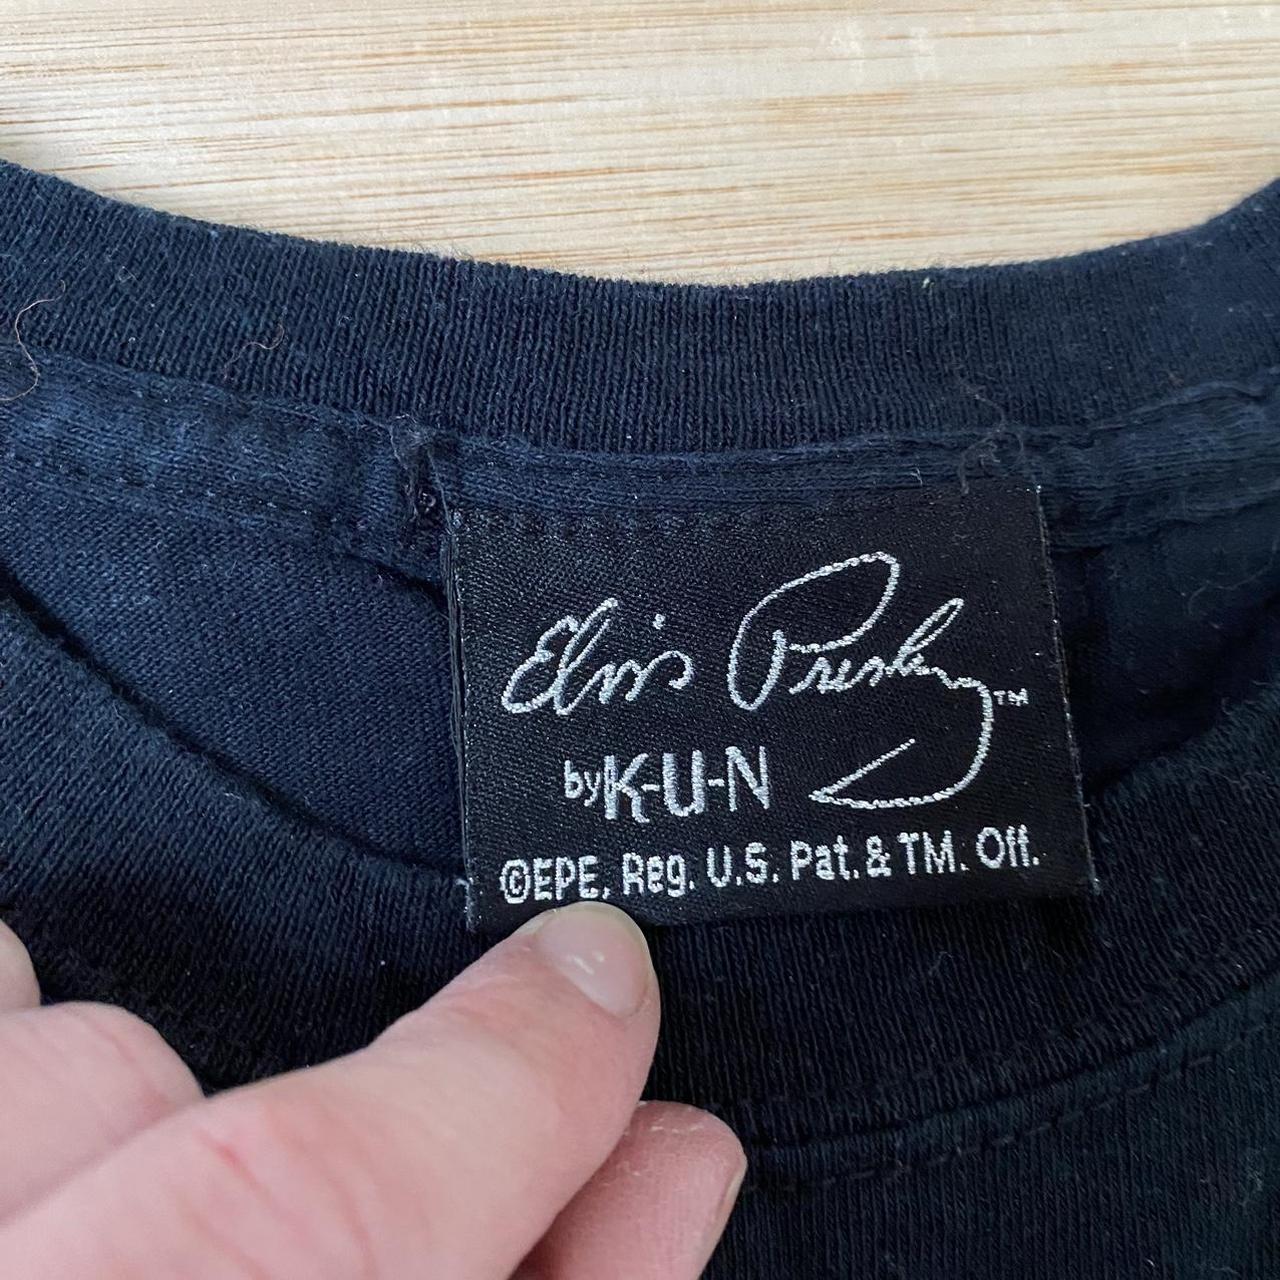 Elvis Presley™
by K-U-N
©EPE, Reg. U.S. Pat. & TM. Off.